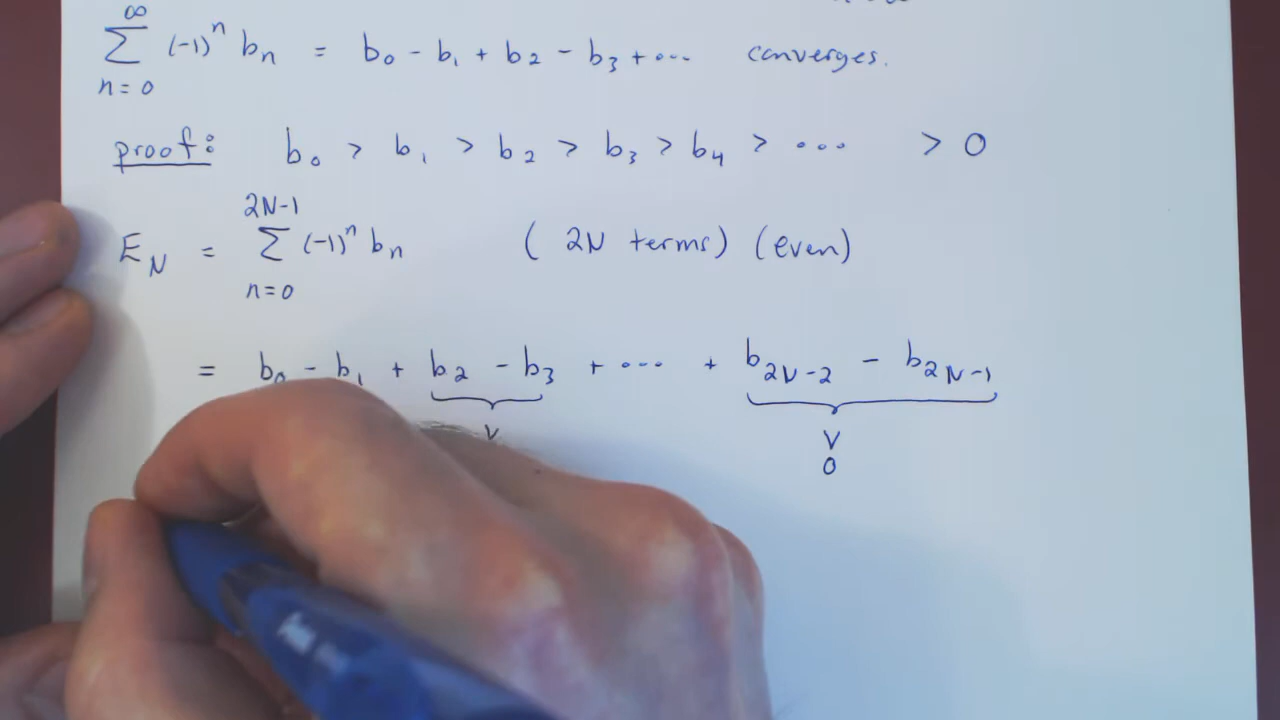 ∞
∑ (-1)^n b_n = b_0 - b_1 + b_2 - b_3 + ⋯ converges.
n=0
proof: b_0 > b_1 > b_2 > b_3 > b_4 > ⋯ > 0
2N-1
E_N = ∑ (-1)^n b_n ( 2N terms) (even)
n=0
= b_0 - b_1 + b_2 - b_3 + ⋯ + b_{2N-2} - b_{2N-1}
V V
0